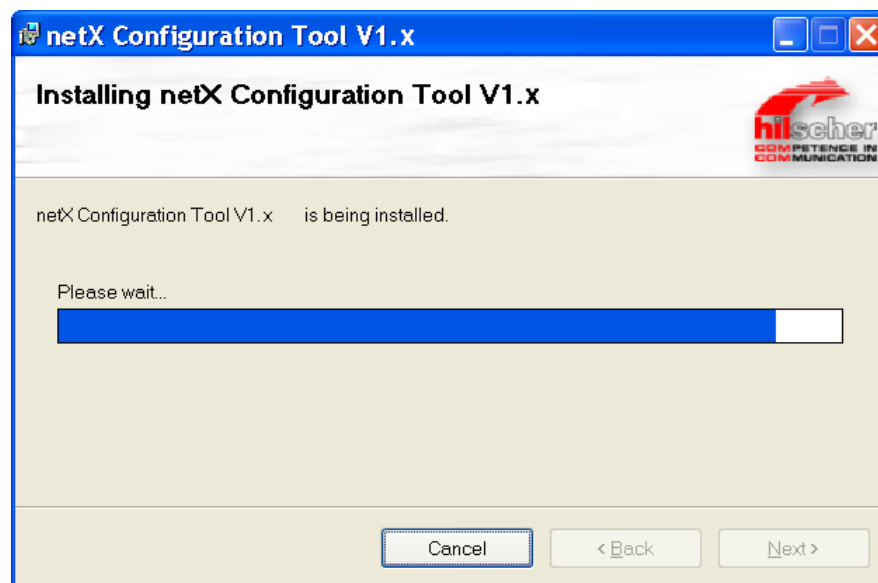 netX Configuration Tool V1.x
Installing netX Configuration Tool V1.x
hilscher
COMPETENCE IN
COMMUNICATION
netX Configuration Tool V1.x is being installed.
Please wait...
Cancel < Back Next >